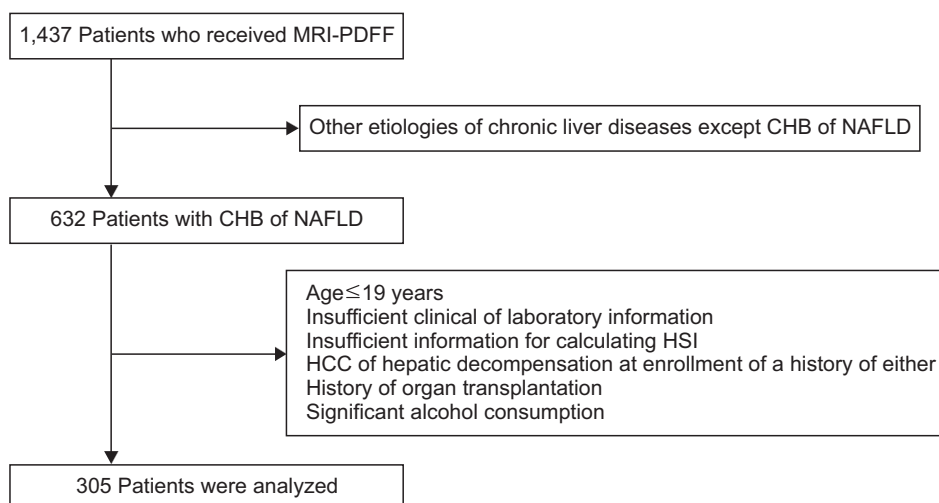 1,437 Patients who received MRI-PDFF
Other etiologies of chronic liver diseases except CHB of NAFLD
632 Patients with CHB of NAFLD
Age≦19 years
Insufficient clinical of laboratory information
Insufficient information for calculating HSI
HCC of hepatic decompensation at enrollment of a history of either
History of organ transplantation
Significant alcohol consumption
305 Patients were analyzed